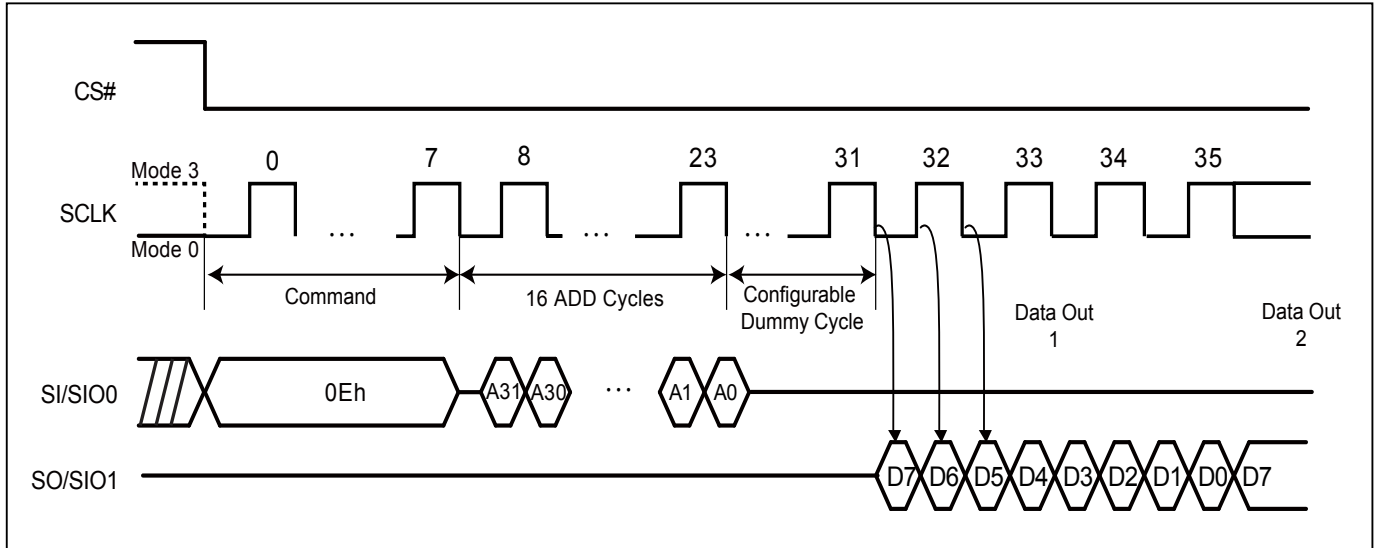 CS#
0 7 8 23 31 32 33 34 35
Mode 3
SCLK
Mode 0
... ... ...
Command
16 ADD Cycles
Configurable
Dummy Cycle
Data Out
1
Data Out
2
SI/SIO0
0Eh
A31 A30 ... A1 A0
SO/SIO1
D7 D6 D5 D4 D3 D2 D1 D0 D7